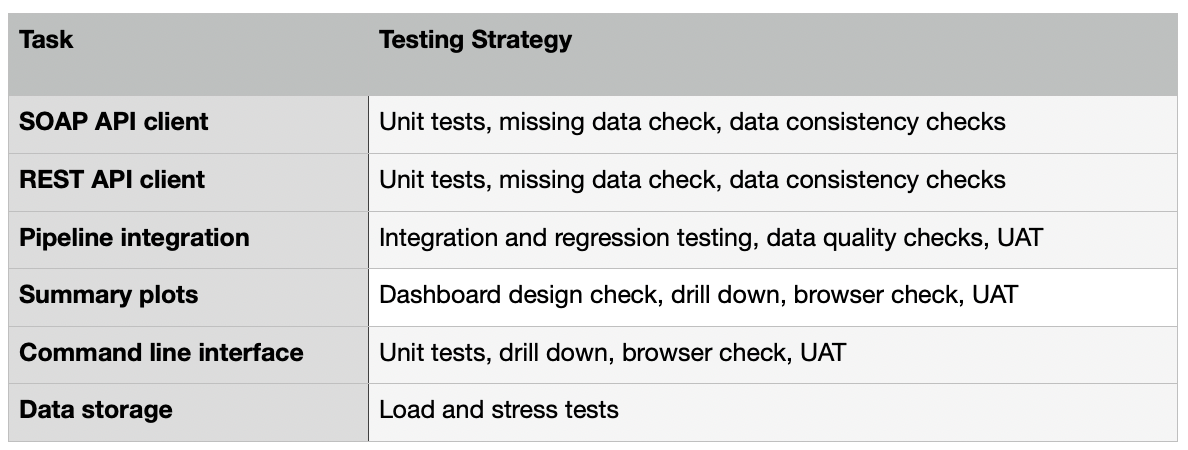 Task Testing Strategy
SOAP API client Unit tests, missing data check, data consistency checks
REST API client Unit tests, missing data check, data consistency checks
Pipeline integration Integration and regression testing, data quality checks, UAT
Summary plots Dashboard design check, drill down, browser check, UAT
Command line interface Unit tests, drill down, browser check, UAT
Data storage Load and stress tests